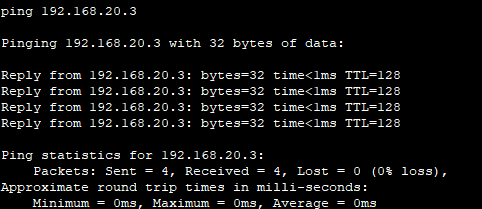 ping 192.168.20.3
Pinging 192.168.20.3 with 32 bytes of data:
Reply from 192.168.20.3: bytes=32 time<1ms TTL=128
Reply from 192.168.20.3: bytes=32 time<1ms TTL=128
Reply from 192.168.20.3: bytes=32 time<1ms TTL=128
Reply from 192.168.20.3: bytes=32 time<1ms TTL=128
Ping statistics for 192.168.20.3:
    Packets: Sent = 4, Received = 4, Lost = 0 (0% loss),
Approximate round trip times in milli-seconds:
    Minimum = 0ms, Maximum = 0ms, Average = 0ms